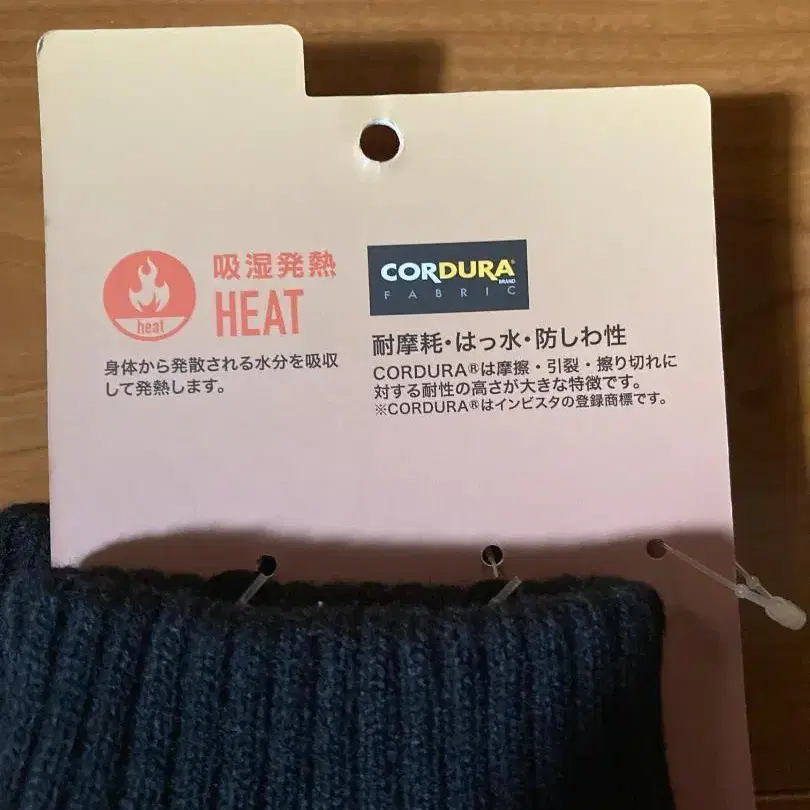 吸湿発熱
HEAT
heat
身体から発散される水分を吸収
して発熱します。
CORDURA®
BRAND
FABRIC
耐摩耗・はっ水・防しわ性
CORDURA®は摩擦・引裂・擦り切れに
対する耐性の高さが大きな特徴です。
※CORDURA®はインビスタの登録商標です。